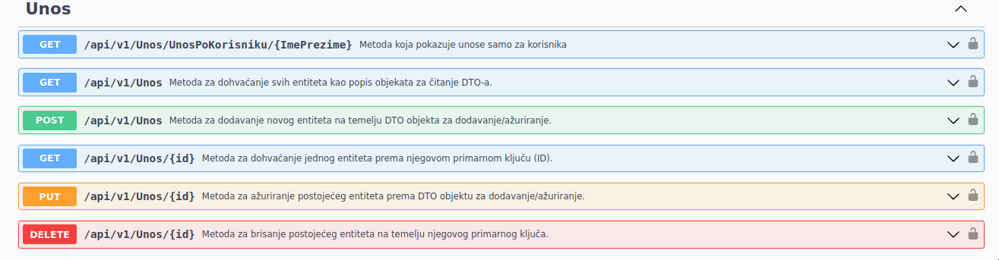 Unos
GET /api/v1/Unos/UnosPoKorisniku/{ImePrezime} Metoda koja pokazuje unose samo za korisnika
GET /api/v1/Unos Metoda za dohvaćanje svih entiteta kao popis objekata za čitanje DTO-a.
POST /api/v1/Unos Metoda za dodavanje novog entiteta na temelju DTO objekta za dodavanje/ažuriranje.
GET /api/v1/Unos/{id} Metoda za dohvaćanje jednog entiteta prema njegovom primarnom ključu (ID).
PUT /api/v1/Unos/{id} Metoda za ažuriranje postojećeg entiteta prema DTO objektu za dodavanje/ažuriranje.
DELETE /api/v1/Unos/{id} Metoda za brisanje postojećeg entiteta na temelju njegovog primarnog ključa.